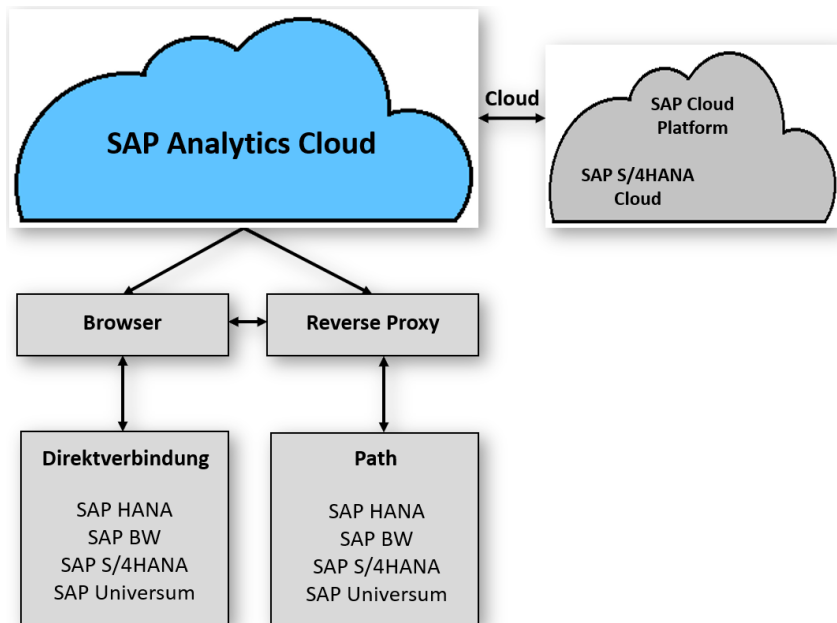 SAP Analytics Cloud
Cloud
SAP Cloud
Platform
SAP S/4HANA
Cloud
Browser
Reverse Proxy
Direktverbindung
SAP HANA
SAP BW
SAP S/4HANA
SAP Universum
Path
SAP HANA
SAP BW
SAP S/4HANA
SAP Universum